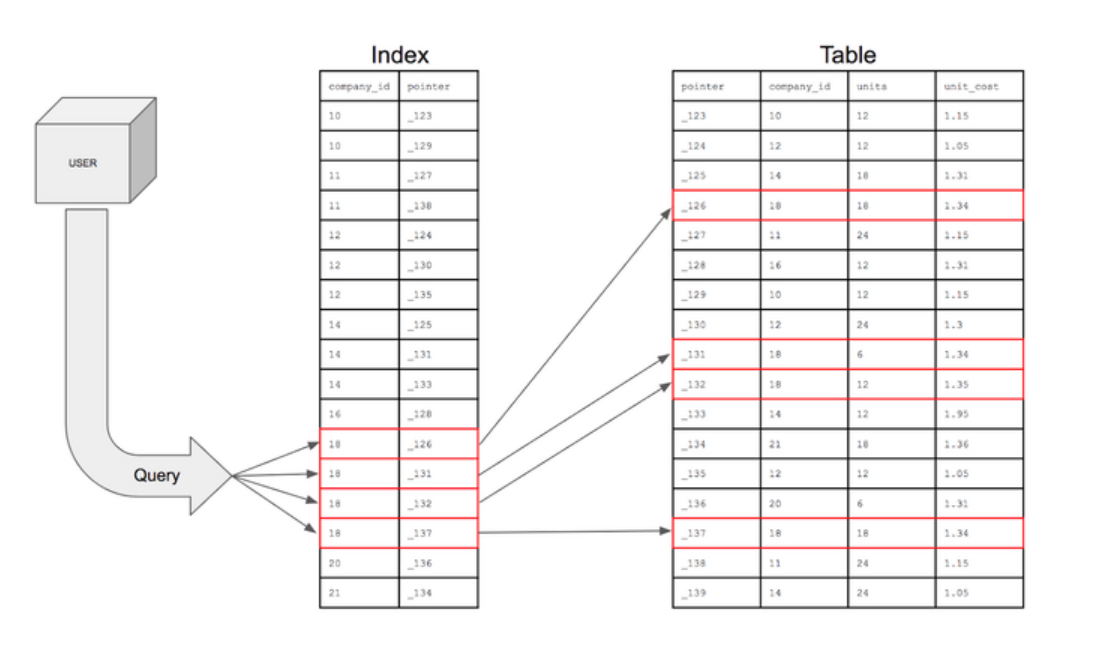 Index
Table
USER
Query
company_id pointer
10 _123
10 _129
11 _127
11 _138
12 _124
12 _130
12 _135
14 _125
14 _131
14 _133
16 _128
18 _126
18 _131
18 _132
18 _137
20 _136
21 _134
pointer company_id units unit_cost
_123 10 12 1.15
_124 12 12 1.05
_125 14 18 1.31
_126 18 18 1.34
_127 11 24 1.15
_128 16 12 1.31
_129 10 12 1.15
_130 12 24 1.3
_131 18 6 1.34
_132 18 12 1.35
_133 14 12 1.95
_134 21 18 1.36
_135 12 12 1.05
_136 20 6 1.31
_137 18 18 1.34
_138 11 24 1.15
_139 14 24 1.05